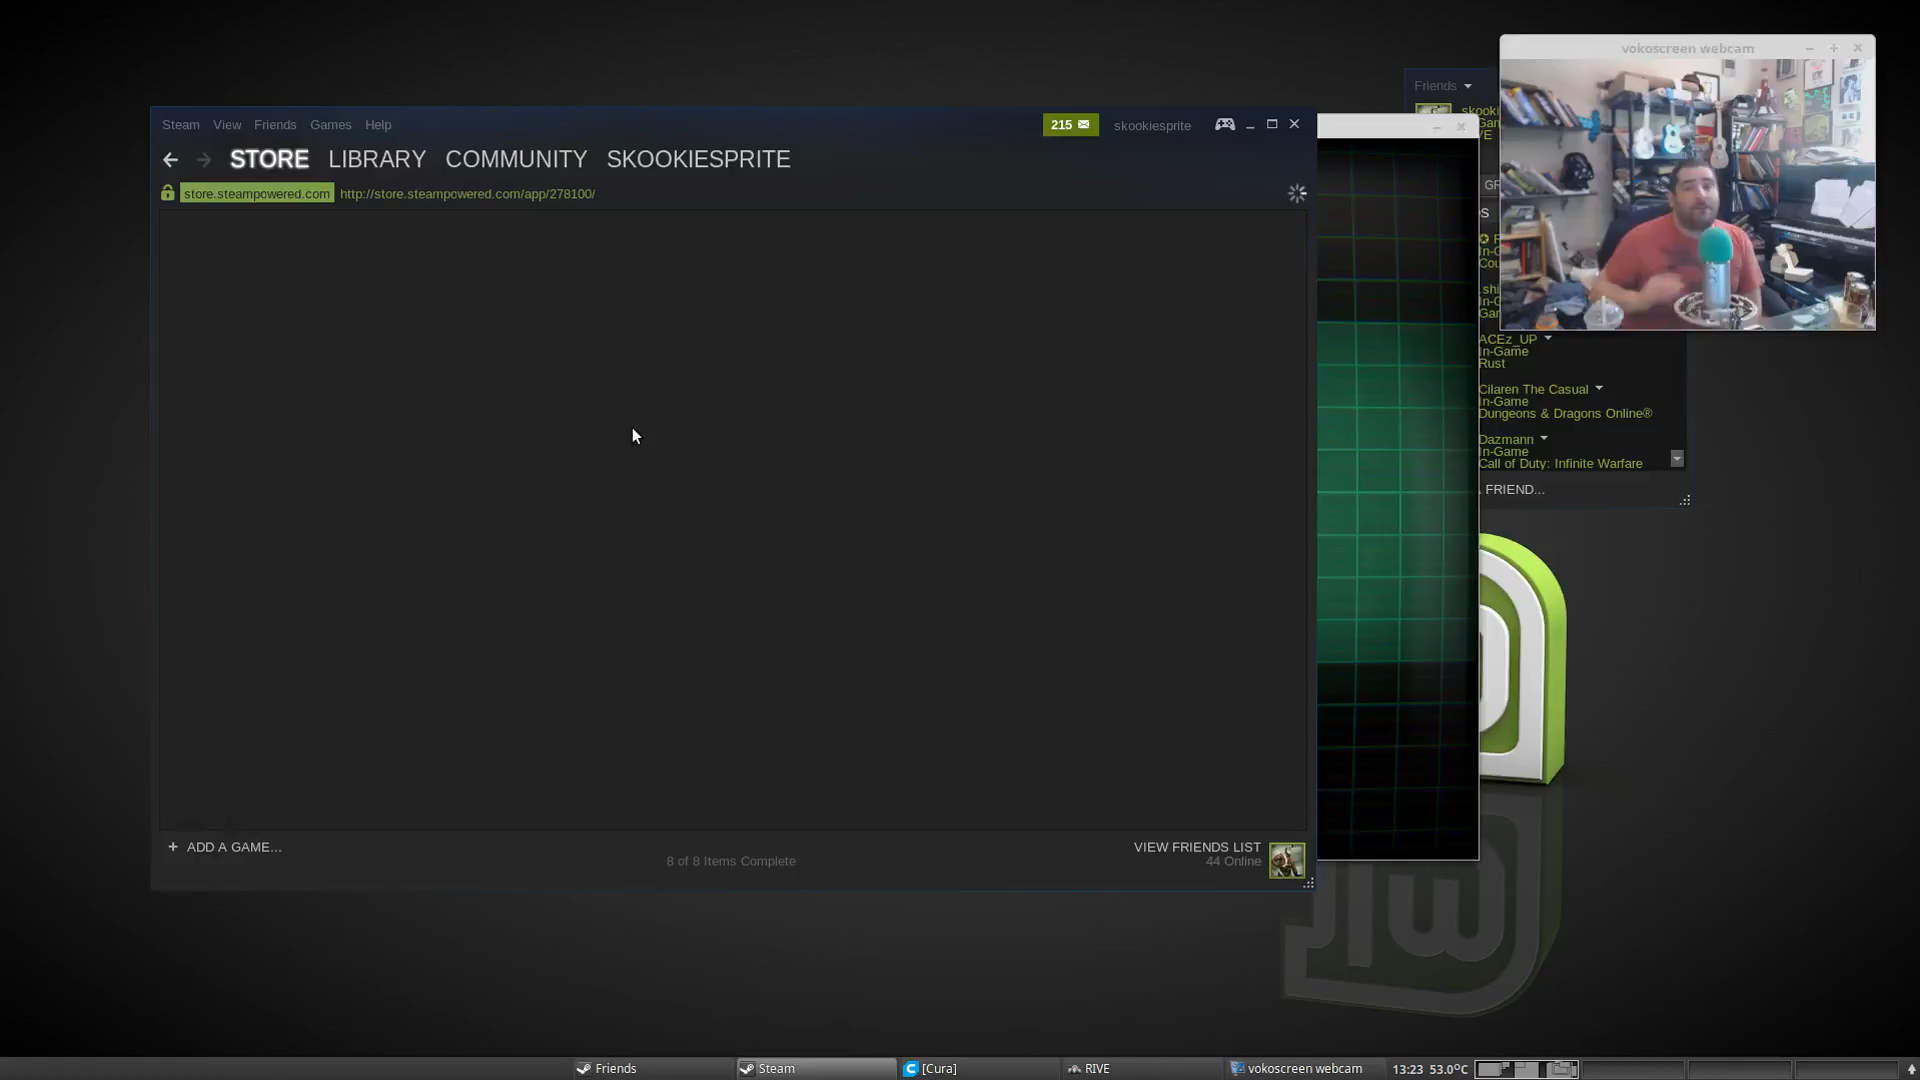 vokoscreen webcam
Friends
Steam View Friends Games Help
215
skookiesprite
STORE LIBRARY COMMUNITY SKOOKIESPRITE
store.steampowered.com http://store.steampowered.com/app/278100/
ACEz_UP
In-Game
Rust
Cilaren The Casual
In-Game
Dungeons & Dragons Online®
Dazmann
In-Game
Call of Duty: Infinite Warfare
FRIEND...
+ ADD A GAME...
8 of 8 Items Complete
VIEW FRIENDS LIST
44 Online
Friends
Steam
[Cura]
RIVE
vokoscreen webcam
13:23 53.0°C